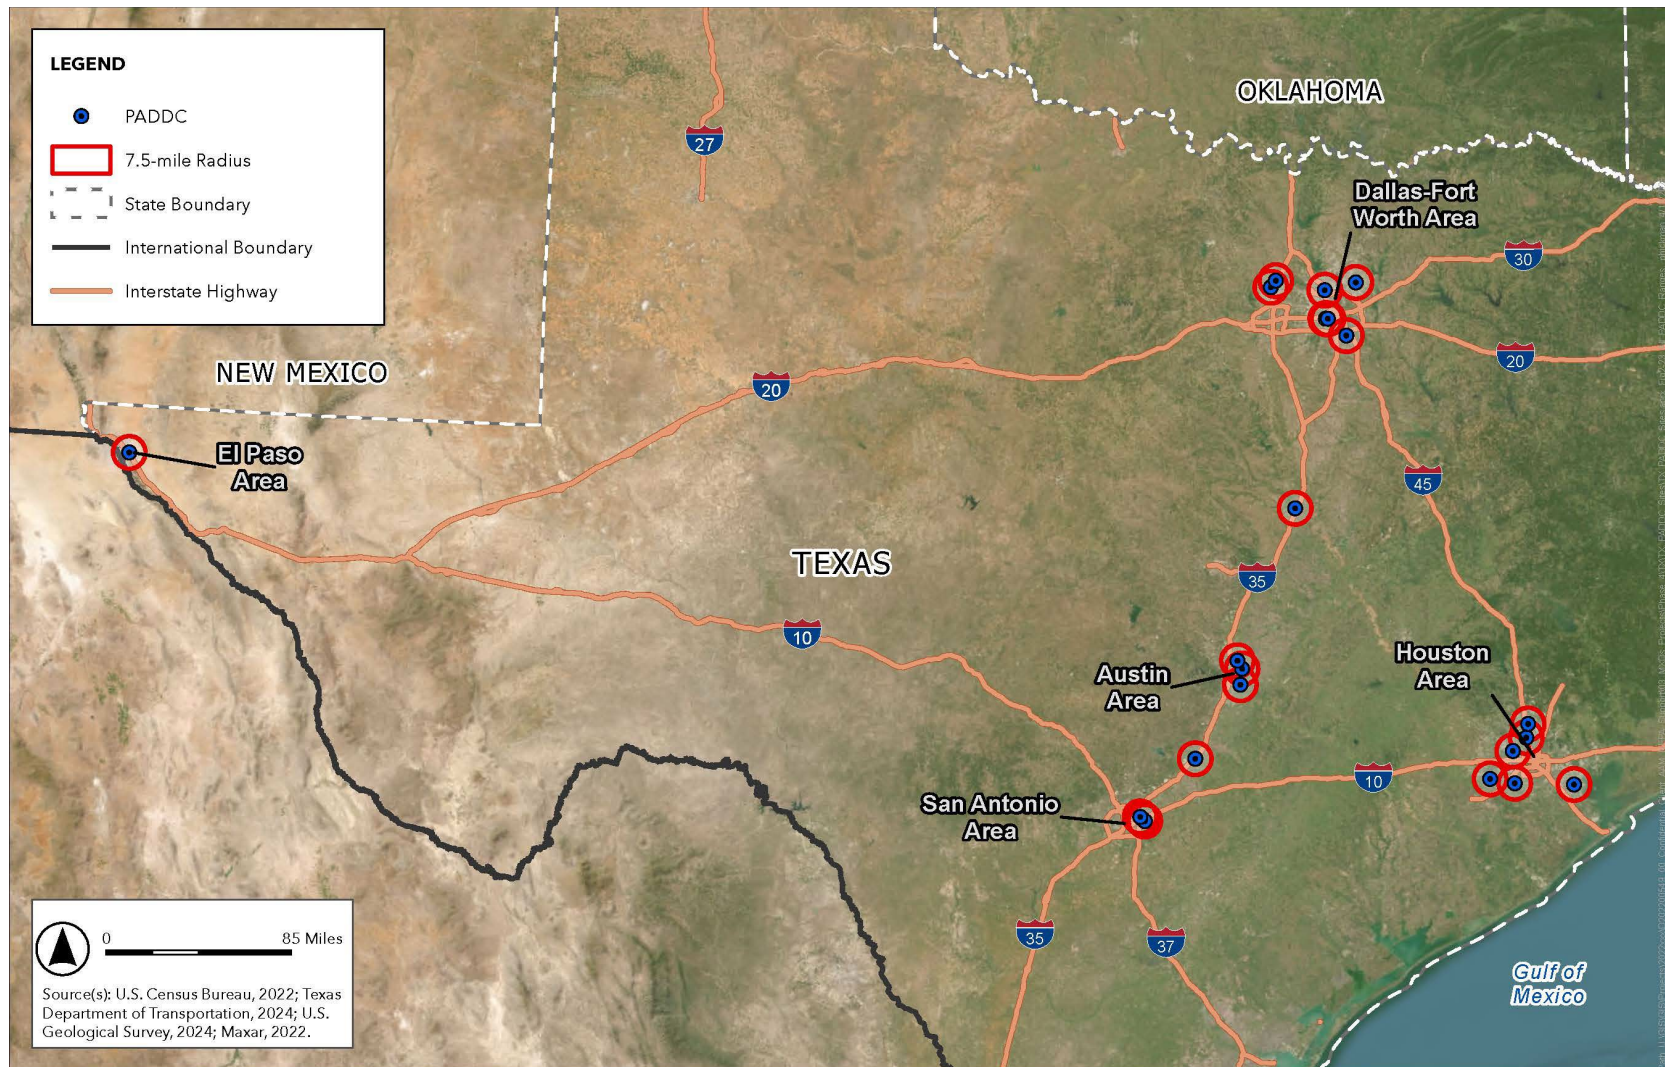 LEGEND
PADDC
7.5-mile Radius
State Boundary
International Boundary
Interstate Highway
OKLAHOMA
27
Dallas-Fort
Worth Area
30
20
20
NEW MEXICO
El Paso
Area
45
TEXAS
35
10
Houston
Area
Austin
Area
10
San Antonio
Area
35
37
Gulf of
Mexico
0
85 Miles
Source(s): U.S. Census Bureau, 2022; Texas
Department of Transportation, 2024; U.S.
Geological Survey, 2024; Maxar, 2022.